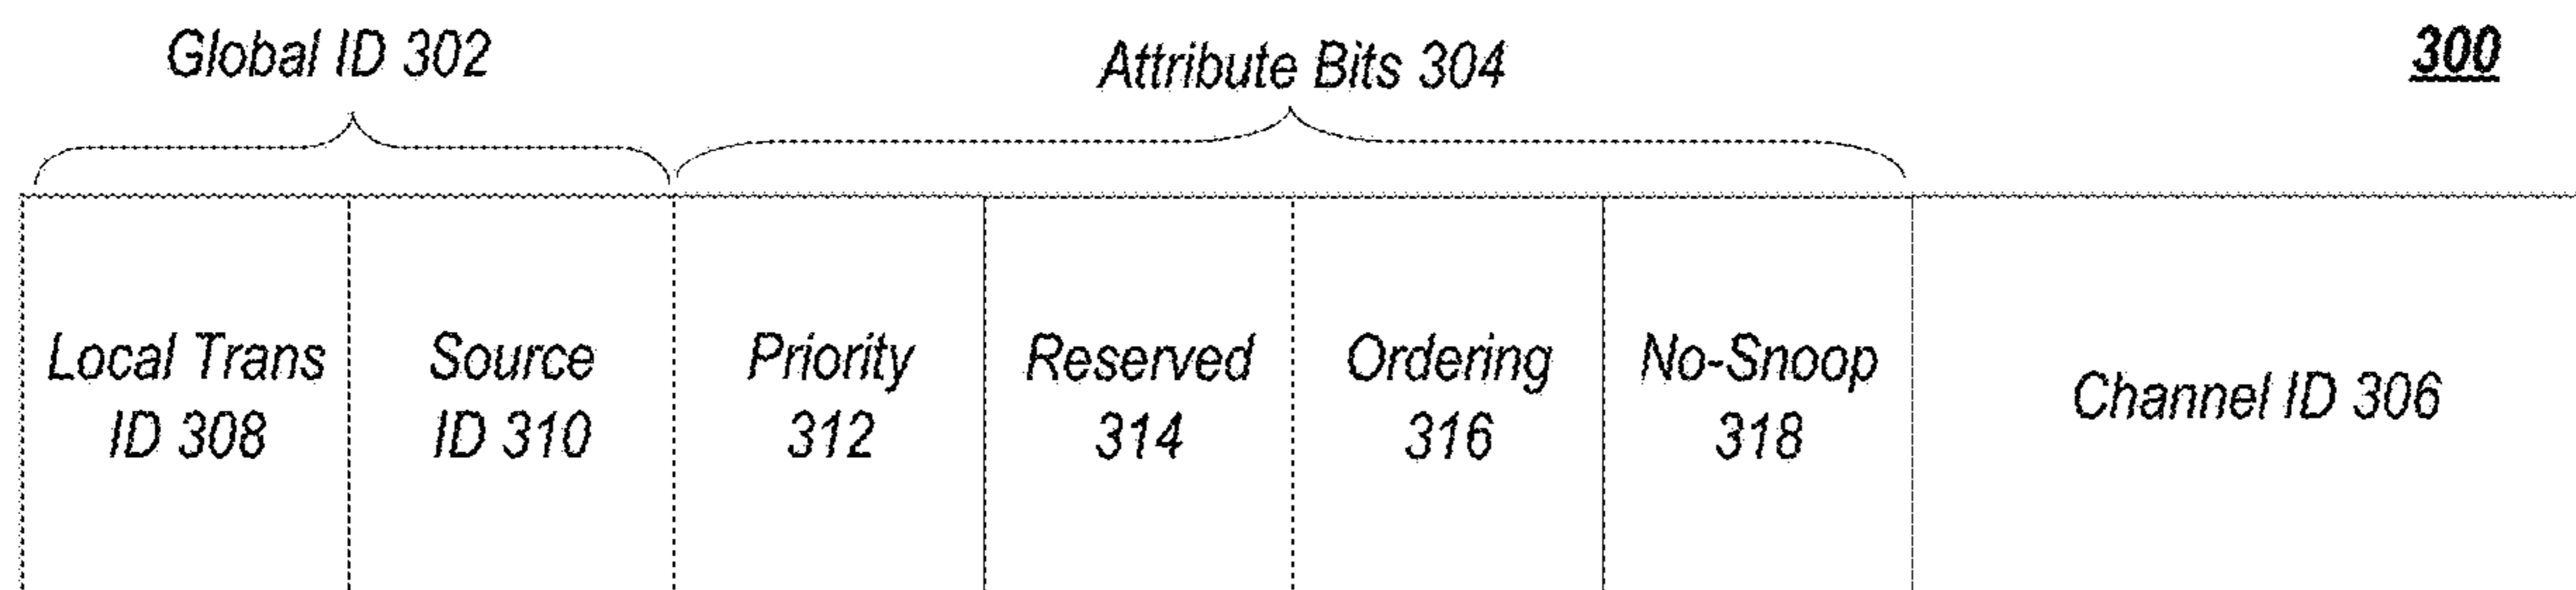 Global ID 302
Attribute Bits 304
300
Local Trans
ID 308
Source
ID 310
Priority
312
Reserved
314
Ordering
316
No-Snoop
318
Channel ID 306